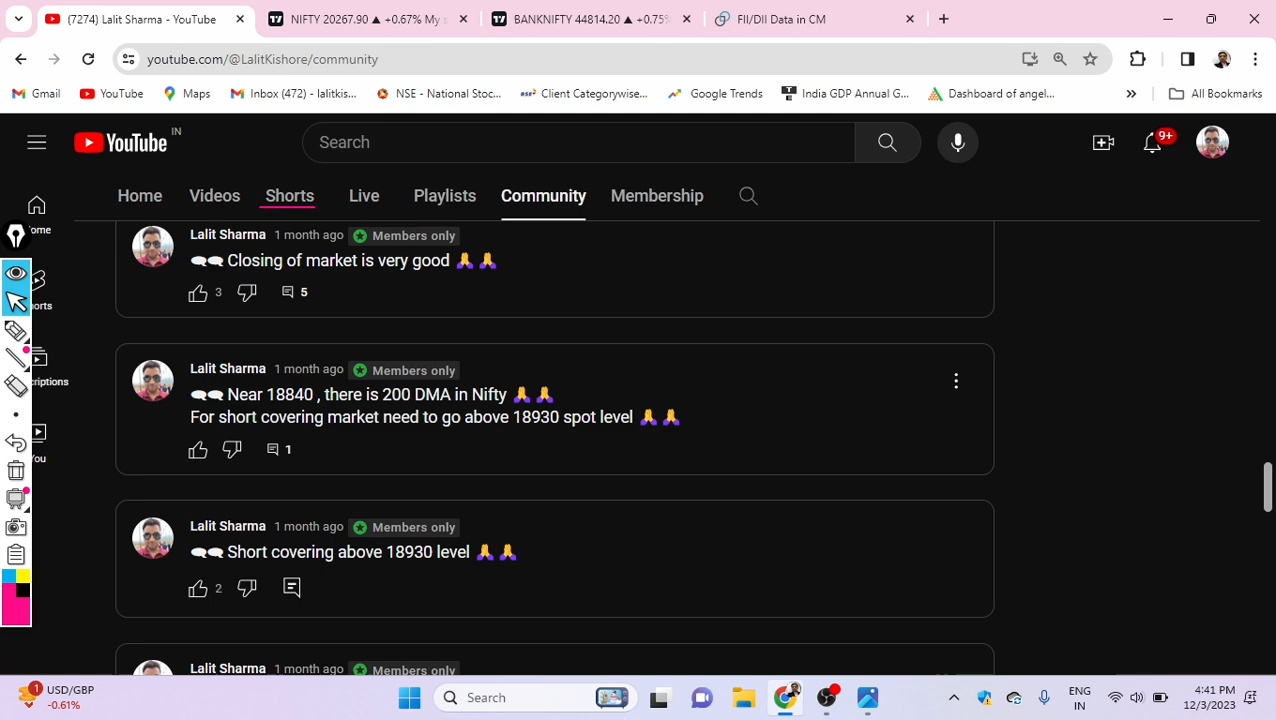 (7274) Lalit Sharma - YouTube
NIFTY 20267.90 ▲ +0.67% My s
BANKNIFTY 44814.20 ▲ +0.75%
FII/DII Data in CM
youtube.com/@LalitKishore/community
Gmail
YouTube
Maps
Inbox (472) - lalitkis...
NSE - National Stoc...
Client Categorywise...
Google Trends
India GDP Annual G...
Dashboard of angel...
All Bookmarks
YouTube IN
Search
9+
Home Videos Shorts Live Playlists Community Membership
ome
orts
criptions
ou
Lalit Sharma 1 month ago Members only
Closing of market is very good 🙏 🙏
3 5
Lalit Sharma 1 month ago Members only
Near 18840 , there is 200 DMA in Nifty 🙏 🙏
For short covering market need to go above 18930 spot level 🙏 🙏
1
Lalit Sharma 1 month ago Members only
Short covering above 18930 level 🙏 🙏
2
Lalit Sharma 1 month ago Members only
1
USD/GBP
-0.61%
Search
ENG
IN
4:41 PM
12/3/2023